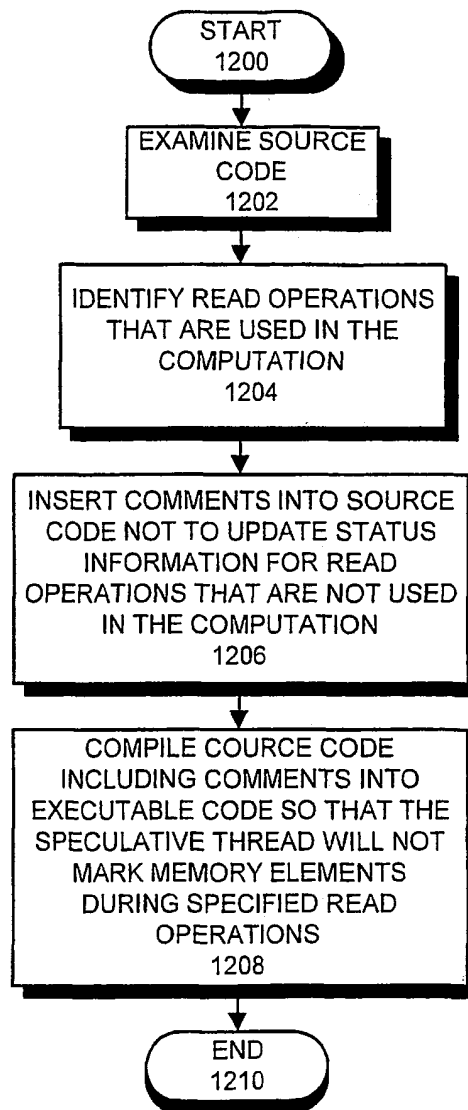 START
1200
EXAMINE SOURCE
CODE
1202
IDENTIFY READ OPERATIONS
THAT ARE USED IN THE
COMPUTATION
1204
INSERT COMMENTS INTO SOURCE
CODE NOT TO UPDATE STATUS
INFORMATION FOR READ
OPERATIONS THAT ARE NOT USED
IN THE COMPUTATION
1206
COMPILE COURCE CODE
INCLUDING COMMENTS INTO
EXECUTABLE CODE SO THAT THE
SPECULATIVE THREAD WILL NOT
MARK MEMORY ELEMENTS
DURING SPECIFIED READ
OPERATIONS
1208
END
1210